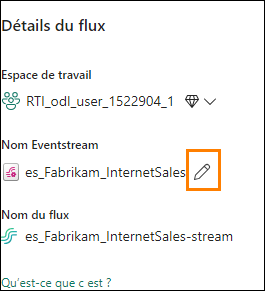 Détails du flux
Espace de travail
RTI_odl_user_1522904_1
Nom Eventstream
es_Fabrikam_InternetSales
Nom du flux
es_Fabrikam_InternetSales-stream
Qu'est-ce que c est ?